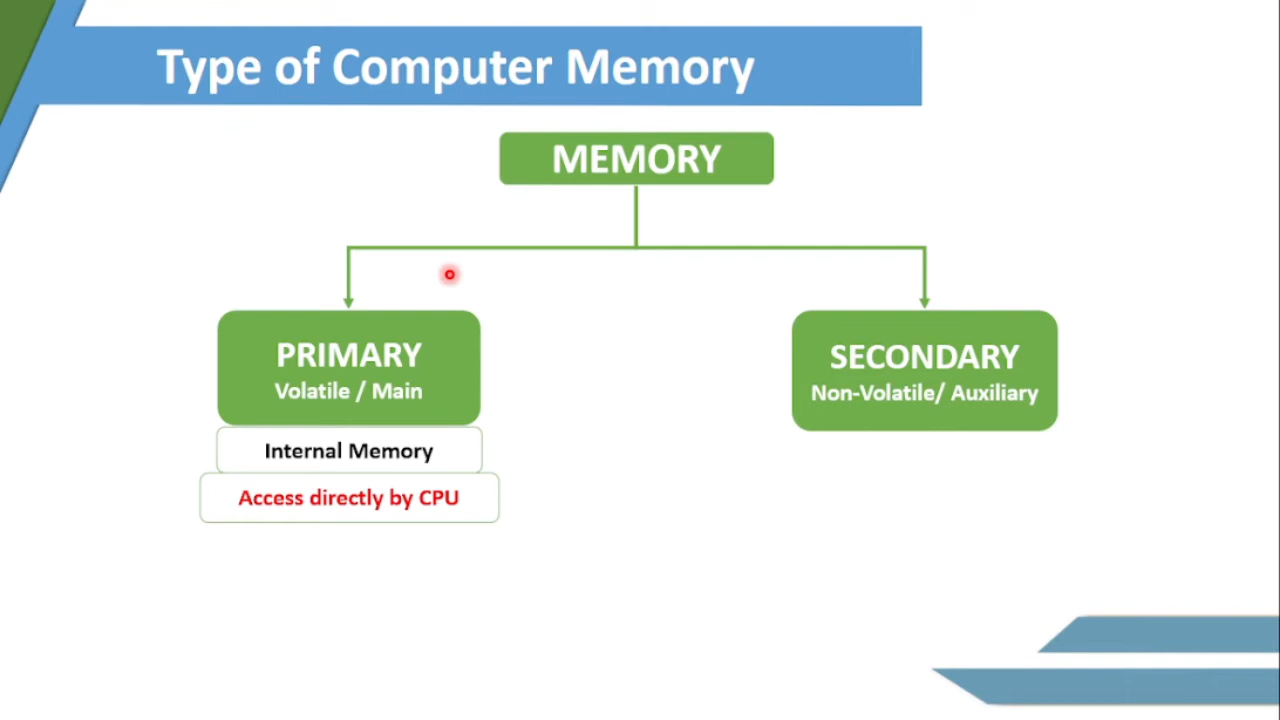 Type of Computer Memory
MEMORY
PRIMARY
Volatile / Main
Internal Memory
Access directly by CPU
SECONDARY
Non-Volatile/ Auxiliary